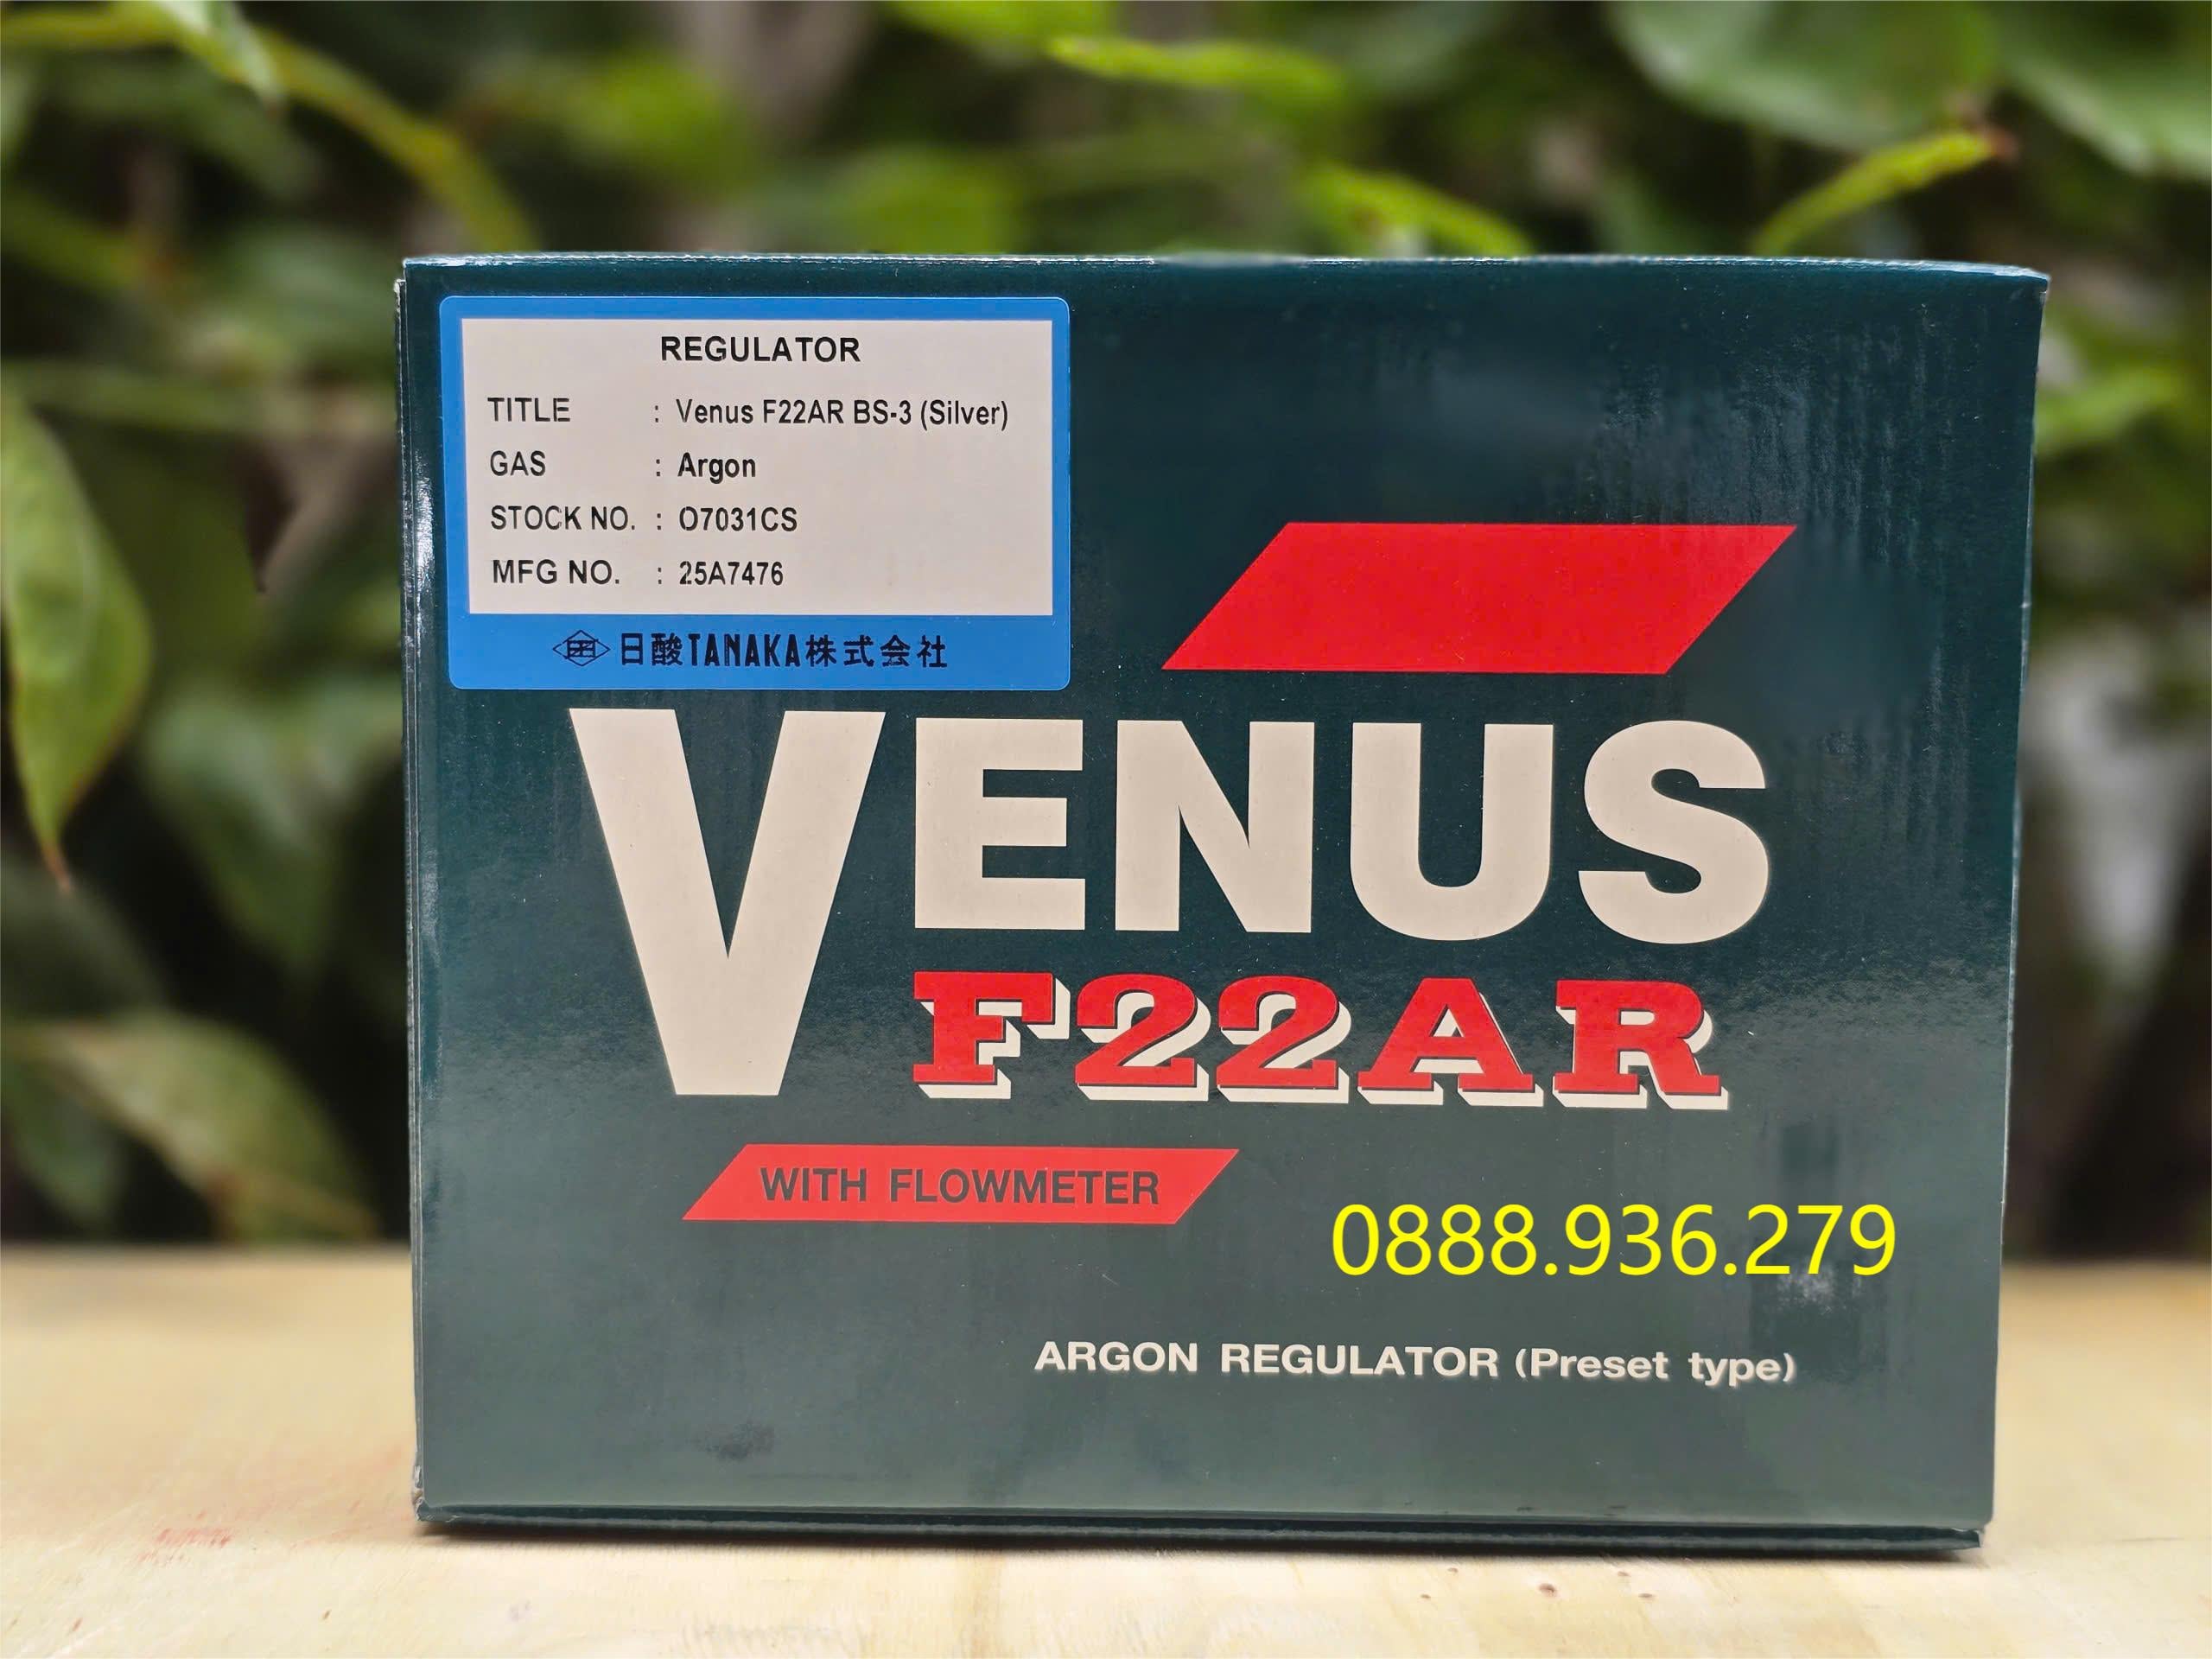 REGULATOR
TITLE : Venus F22AR BS-3 (Silver)
GAS : Argon
STOCK NO. : O7031CS
MFG NO. : 25A7476
日酸TANAKA株式会社
VENUS
F22AR
WITH FLOWMETER
0888.936.279
ARGON REGULATOR (Preset type)